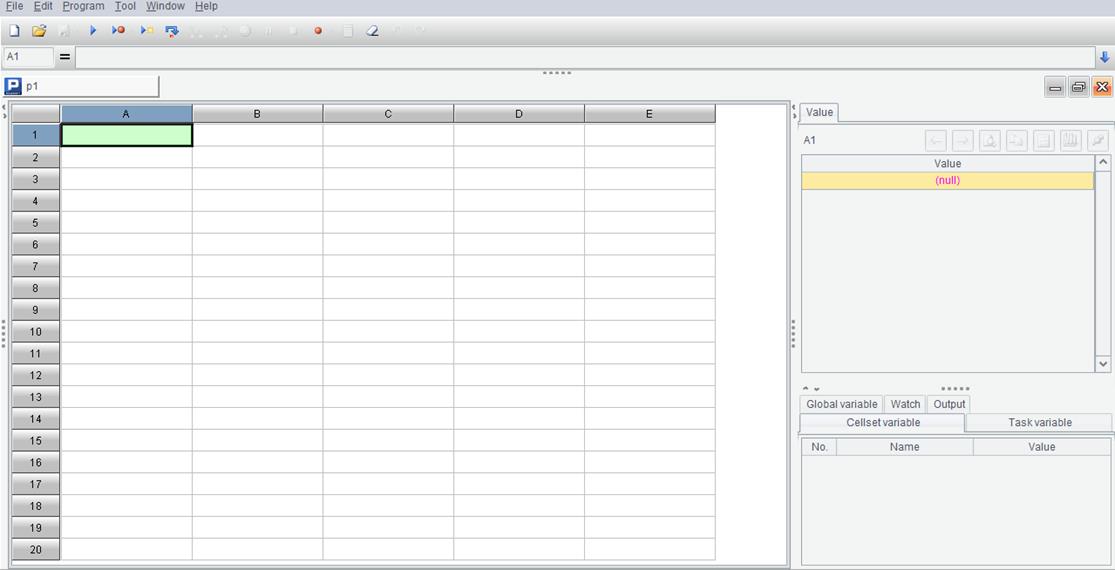 File Edit Program Tool Window Help
A1 =
p1
A B C D E
1
2
3
4
5
6
7
8
9
10
11
12
13
14
15
16
17
18
19
20
Value
A1
Value
(null)
Global variable Watch Output
Cellset variable Task variable
No. Name Value